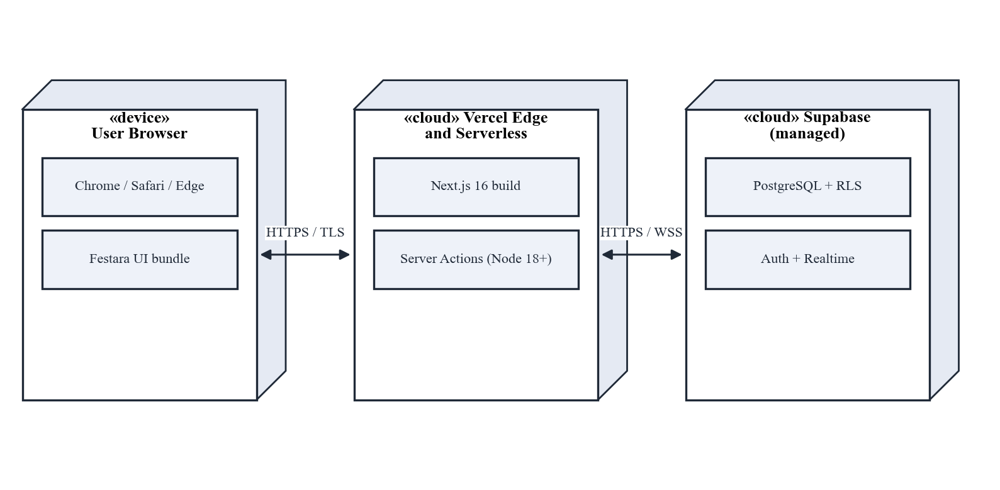 «device»
User Browser
Chrome / Safari / Edge
Festara UI bundle
HTTPS / TLS
«cloud» Vercel Edge
and Serverless
Next.js 16 build
Server Actions (Node 18+)
HTTPS / WSS
«cloud» Supabase
(managed)
PostgreSQL + RLS
Auth + Realtime